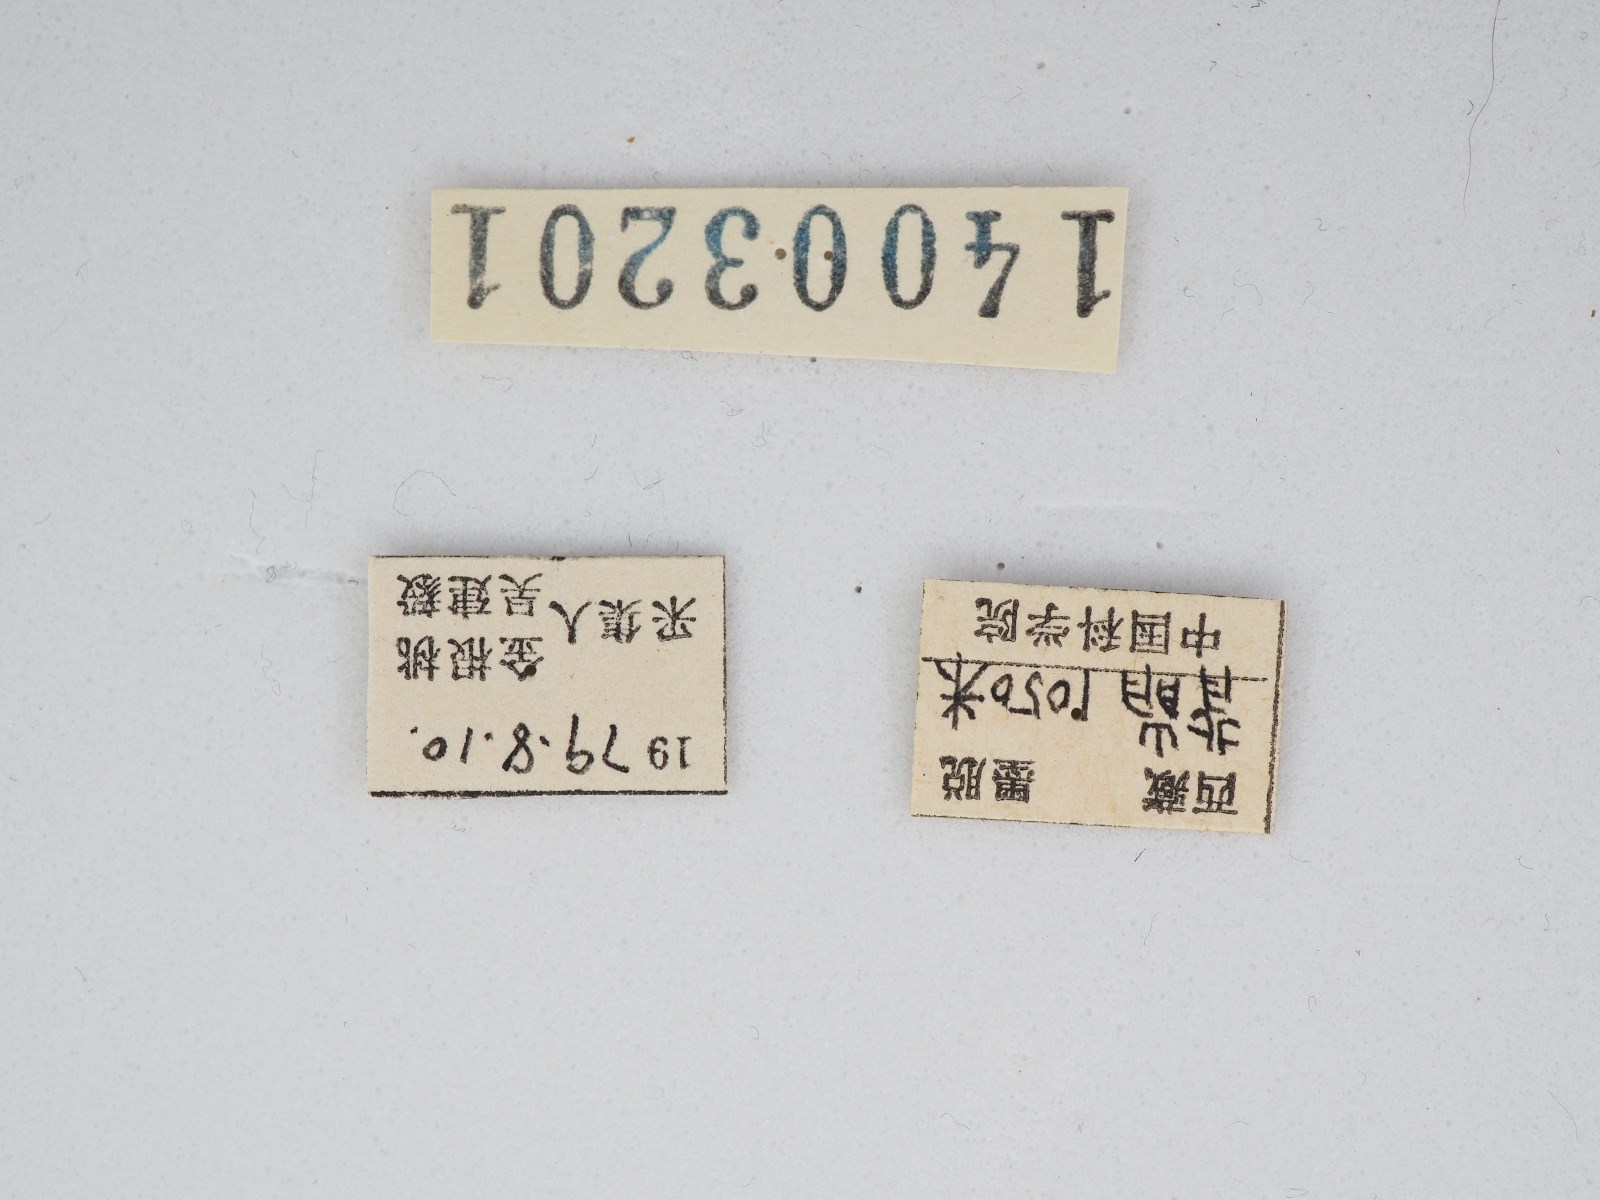 西藏 墨脱
背崩 1050米
中国科学院
1979.8.10.
采集人 金根桃
吴建毅
14003201